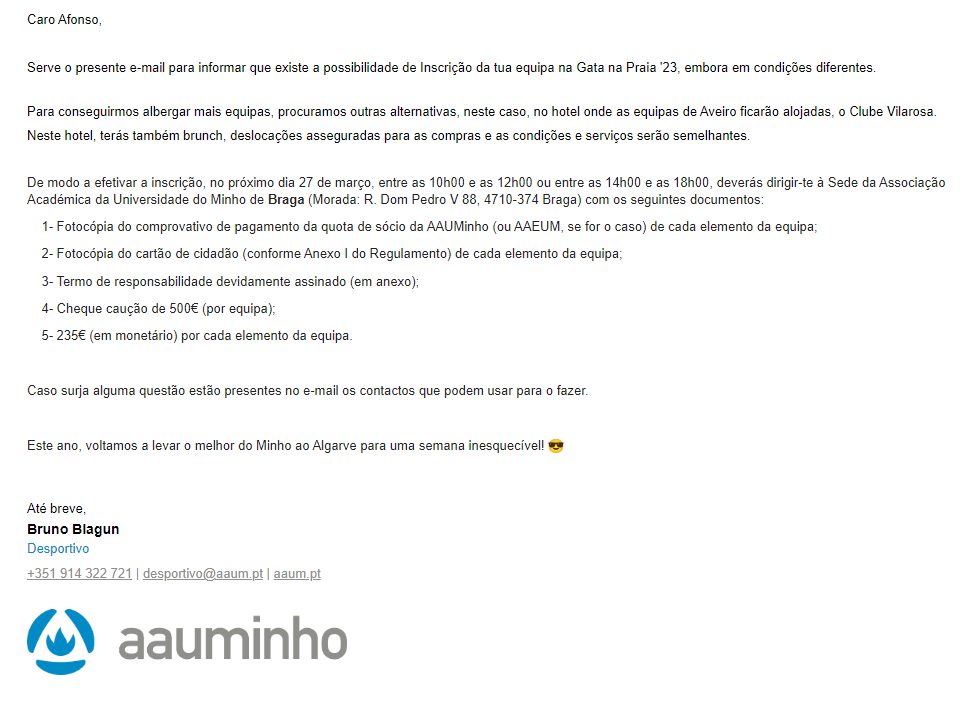 Caro Afonso,
Serve o presente e-mail para informar que existe a possibilidade de Inscrição da tua equipa na Gata na Praia '23, embora em condições diferentes.
Para conseguirmos albergar mais equipas, procuramos outras alternativas, neste caso, no hotel onde as equipas de Aveiro ficarão alojadas, o Clube Vilarosa.
Neste hotel, terás também brunch, deslocações asseguradas para as compras e as condições e serviços serão semelhantes.
De modo a efetivar a inscrição, no próximo dia 27 de março, entre as 10h00 e as 12h00 ou entre as 14h00 e as 18h00, deverás dirigir-te à Sede da Associação
Académica da Universidade do Minho de Braga (Morada: R. Dom Pedro V 88, 4710-374 Braga) com os seguintes documentos:
1- Fotocópia do comprovativo de pagamento da quota de sócio da AAUMinho (ou AAEUM, se for o caso) de cada elemento da equipa;
2- Fotocópia do cartão de cidadão (conforme Anexo I do Regulamento) de cada elemento da equipa;
3- Termo de responsabilidade devidamente assinado (em anexo);
4- Cheque caução de 500€ (por equipa);
5- 235€ (em monetário) por cada elemento da equipa.
Caso surja alguma questão estão presentes no e-mail os contactos que podem usar para o fazer.
Este ano, voltamos a levar o melhor do Minho ao Algarve para uma semana inesquecível! 😎
Até breve,
Bruno Blagun
Desportivo
+351 914 322 721 | desportivo@aaum.pt | aaum.pt
aauminho